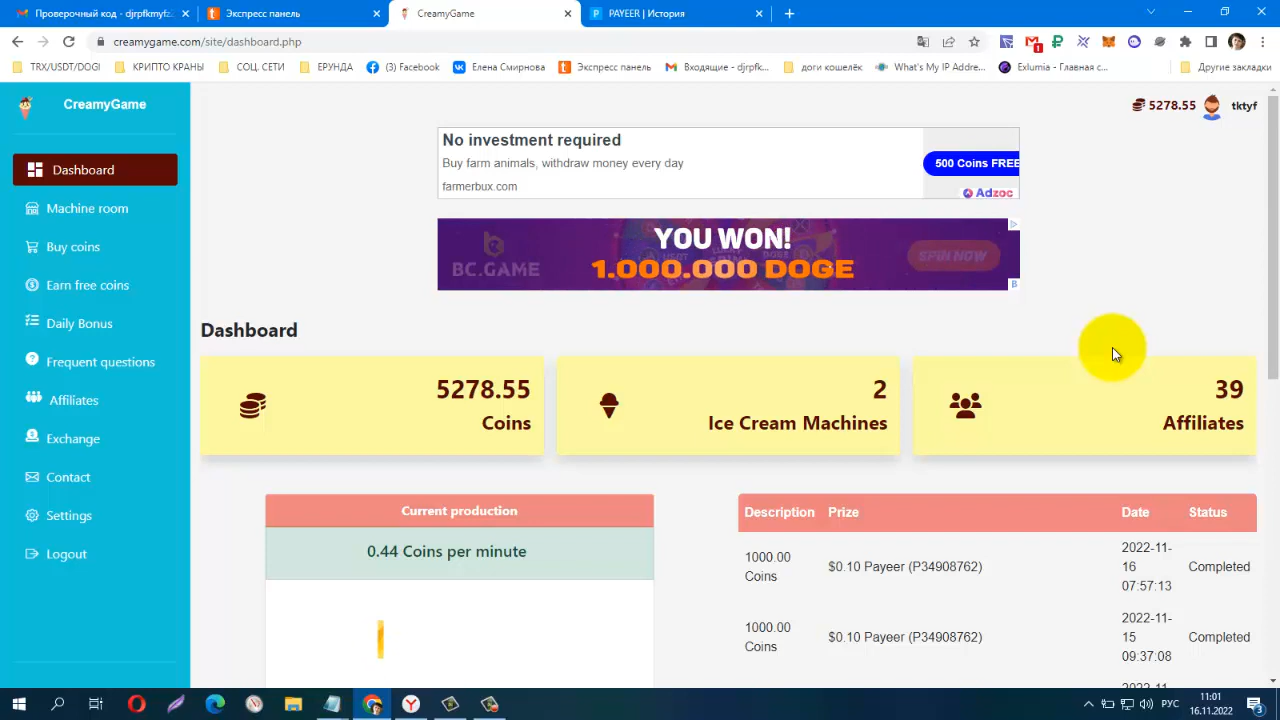 Проверочный код - djrpkfmyfz
Экспресс панель
CreamyGame
PAYEER | История
creamygame.com/site/dashboard.php
TRX/USDT/DOGI
КРИПТО КРАНЫ
СОЦ. СЕТИ
ЕРУНДА
(3) Facebook
Елена Смирнова
Экспресс панель
Входящие - djrpfk...
доги кошелёк
What's My IP Addre...
Exlumia - Главная с...
Другие закладки
CreamyGame
5278.55
tktyf
Dashboard
Machine room
Buy coins
Earn free coins
Daily Bonus
Frequent questions
Affiliates
Exchange
Contact
Settings
Logout
No investment required
Buy farm animals, withdraw money every day
farmerbux.com
500 Coins FREE
Adzoc
BC.GAME
YOU WON!
1.000.000 DOGE
SPIN NOW
B
Dashboard
5278.55
Coins
2
Ice Cream Machines
39
Affiliates
Current production
0.44 Coins per minute
Description Prize Date Status
1000.00 Coins
$0.10 Payeer (P34908762)
2022-11-16 07:57:13
Completed
1000.00 Coins
$0.10 Payeer (P34908762)
2022-11-15 09:37:08
Completed
РУС
11:01
16.11.2022
3
1